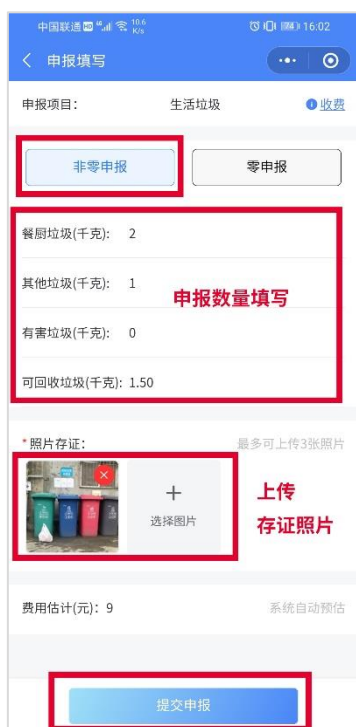 中国联通 HD 46 10.6 K/s 16:02
申报填写
申报项目： 生活垃圾 收费
非零申报 零申报
餐厨垃圾(千克): 2
其他垃圾(千克): 1
申报数量填写
有害垃圾(千克): 0
可回收垃圾(千克): 1.50
*照片存证： 最多可上传3张照片
+
选择图片
上传
存证照片
费用估计(元)：9 系统自动预估
提交申报